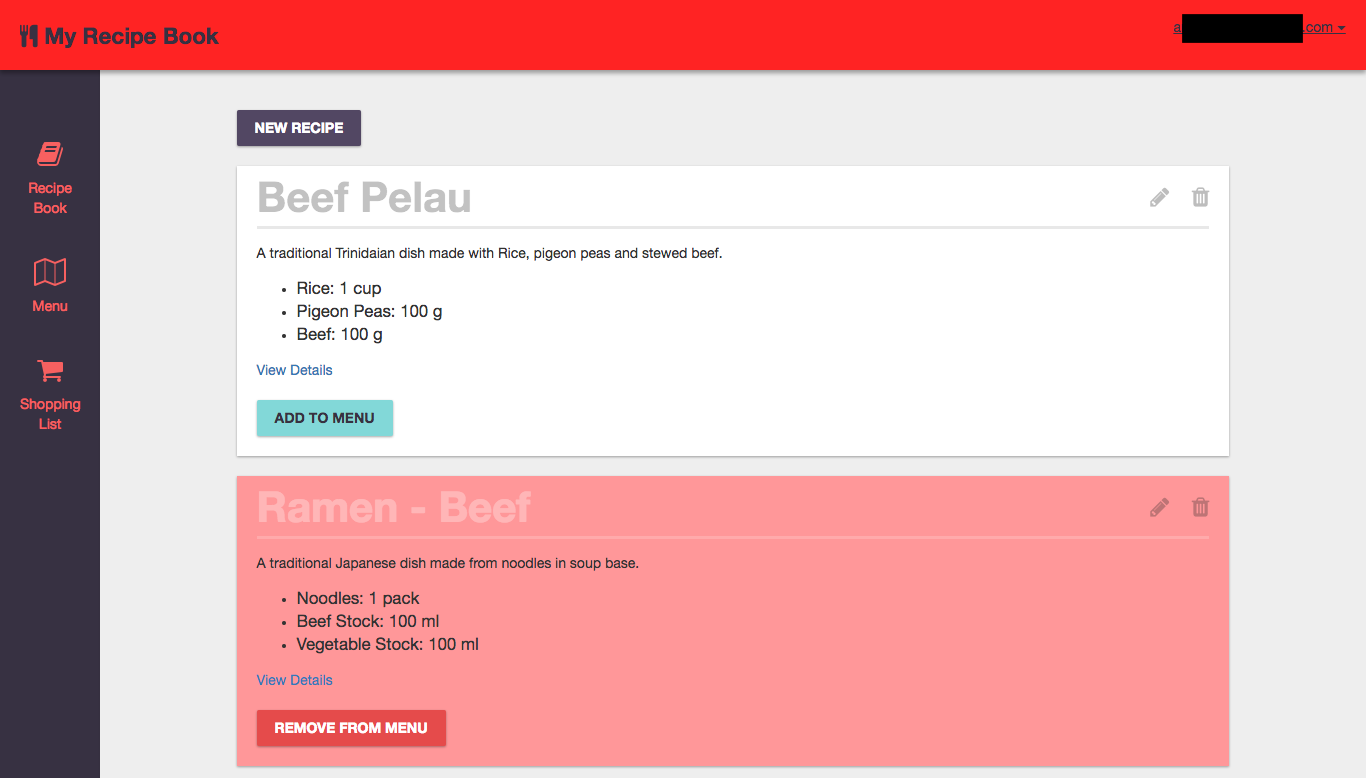 My Recipe Book
a .com
Recipe
Book
Menu
Shopping
List
NEW RECIPE
Beef Pelau
A traditional Trinidaian dish made with Rice, pigeon peas and stewed beef.
• Rice: 1 cup
• Pigeon Peas: 100 g
• Beef: 100 g
View Details
ADD TO MENU
Ramen - Beef
A traditional Japanese dish made from noodles in soup base.
• Noodles: 1 pack
• Beef Stock: 100 ml
• Vegetable Stock: 100 ml
View Details
REMOVE FROM MENU